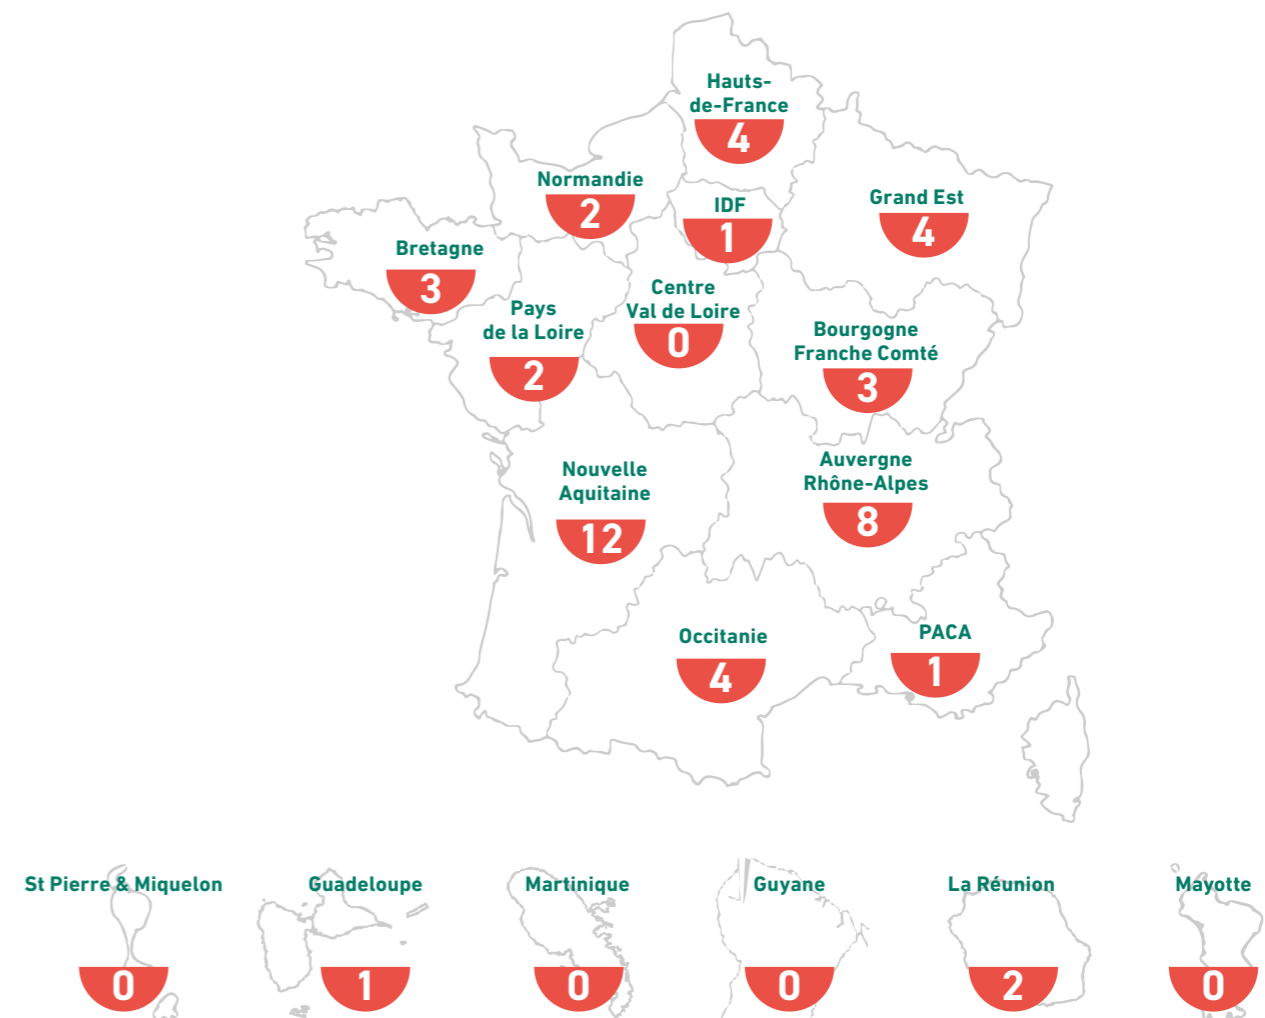 Hauts-
de-France
4
Normandie
2
IDF
1
Grand Est
4
Bretagne
3
Pays
de la Loire
2
Centre
Val de Loire
0
Bourgogne
Franche Comté
3
Nouvelle
Aquitaine
12
Auvergne
Rhône-Alpes
8
Occitanie
4
PACA
1
St Pierre & Miquelon
0
Guadeloupe
1
Martinique
0
Guyane
0
La Réunion
2
Mayotte
0